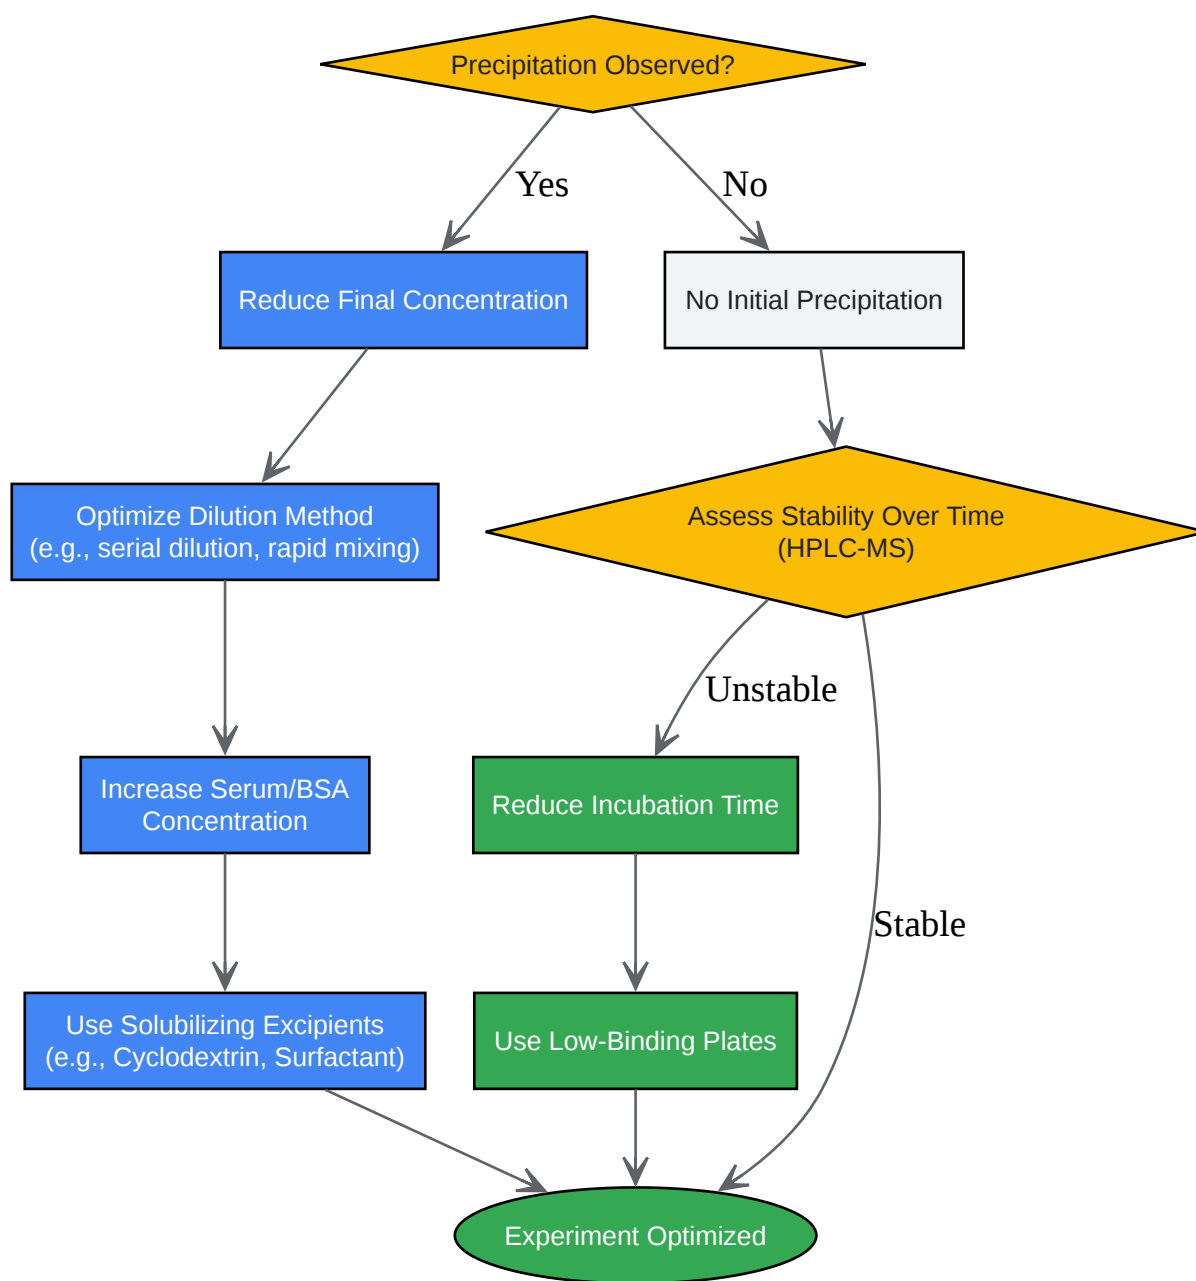 Precipitation Observed?
Yes
No
Reduce Final Concentration
No Initial Precipitation
Optimize Dilution Method
(e.g., serial dilution, rapid mixing)
Assess Stability Over Time
(HPLC-MS)
Unstable
Increase Serum/BSA
Concentration
Reduce Incubation Time
Stable
Use Solubilizing Excipients
(e.g., Cyclodextrin, Surfactant)
Use Low-Binding Plates
Experiment Optimized